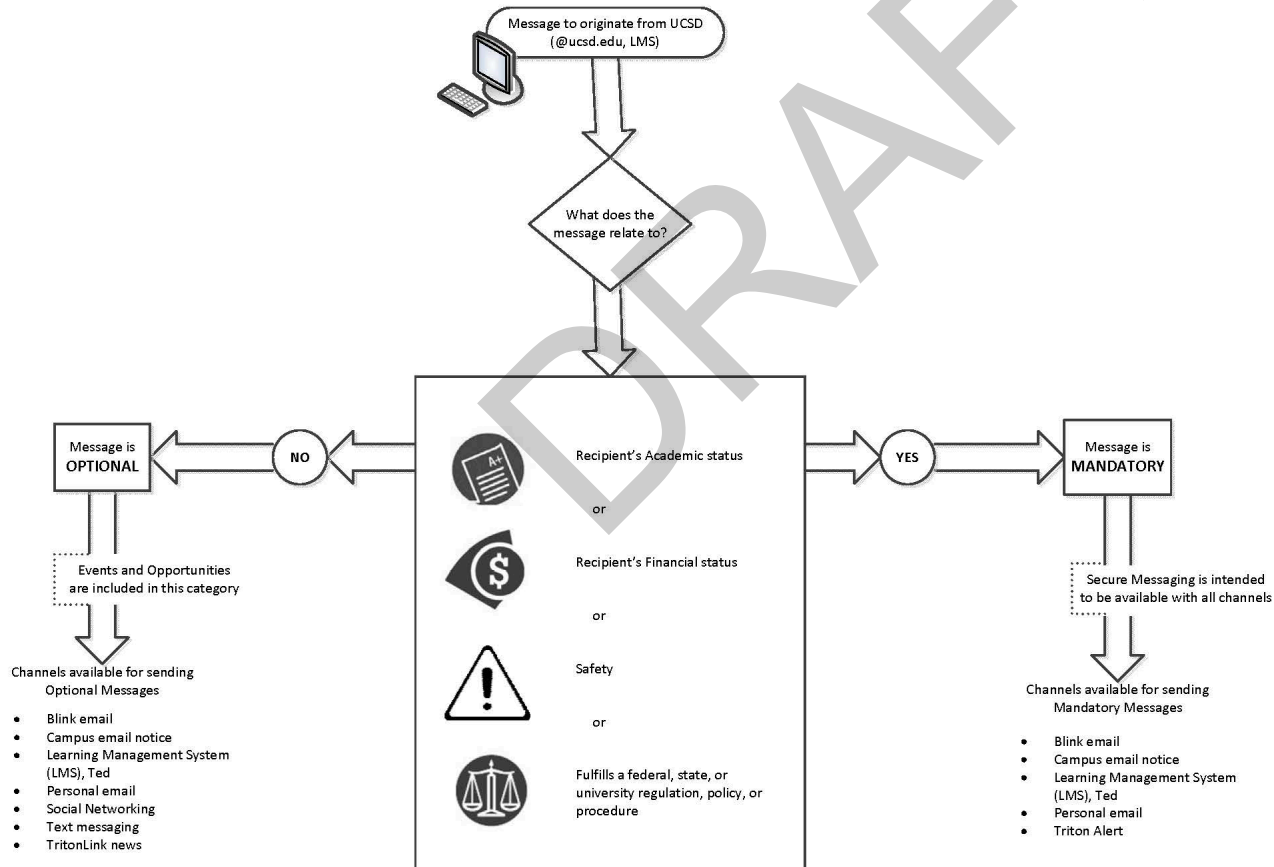 Message to originate from UCSD
(@ucsd.edu, LMS)
What does the
message relate to?
DRAF
Message is
OPTIONAL
NO
YES
Message is
MANDATORY
A+
Recipient's Academic status
or
$
Recipient's Financial status
or
!
Safety
or
Fulfills a federal, state, or
university regulation, policy, or
procedure
Events and Opportunities
are included in this category
Channels available for sending
Optional Messages
• Blink email
• Campus email notice
• Learning Management System
(LMS), Ted
• Personal email
• Social Networking
• Text messaging
• TritonLink news
Secure Messaging is intended
to be available with all channels
Channels available for sending
Mandatory Messages
• Blink email
• Campus email notice
• Learning Management System
(LMS), Ted
• Personal email
• Triton Alert